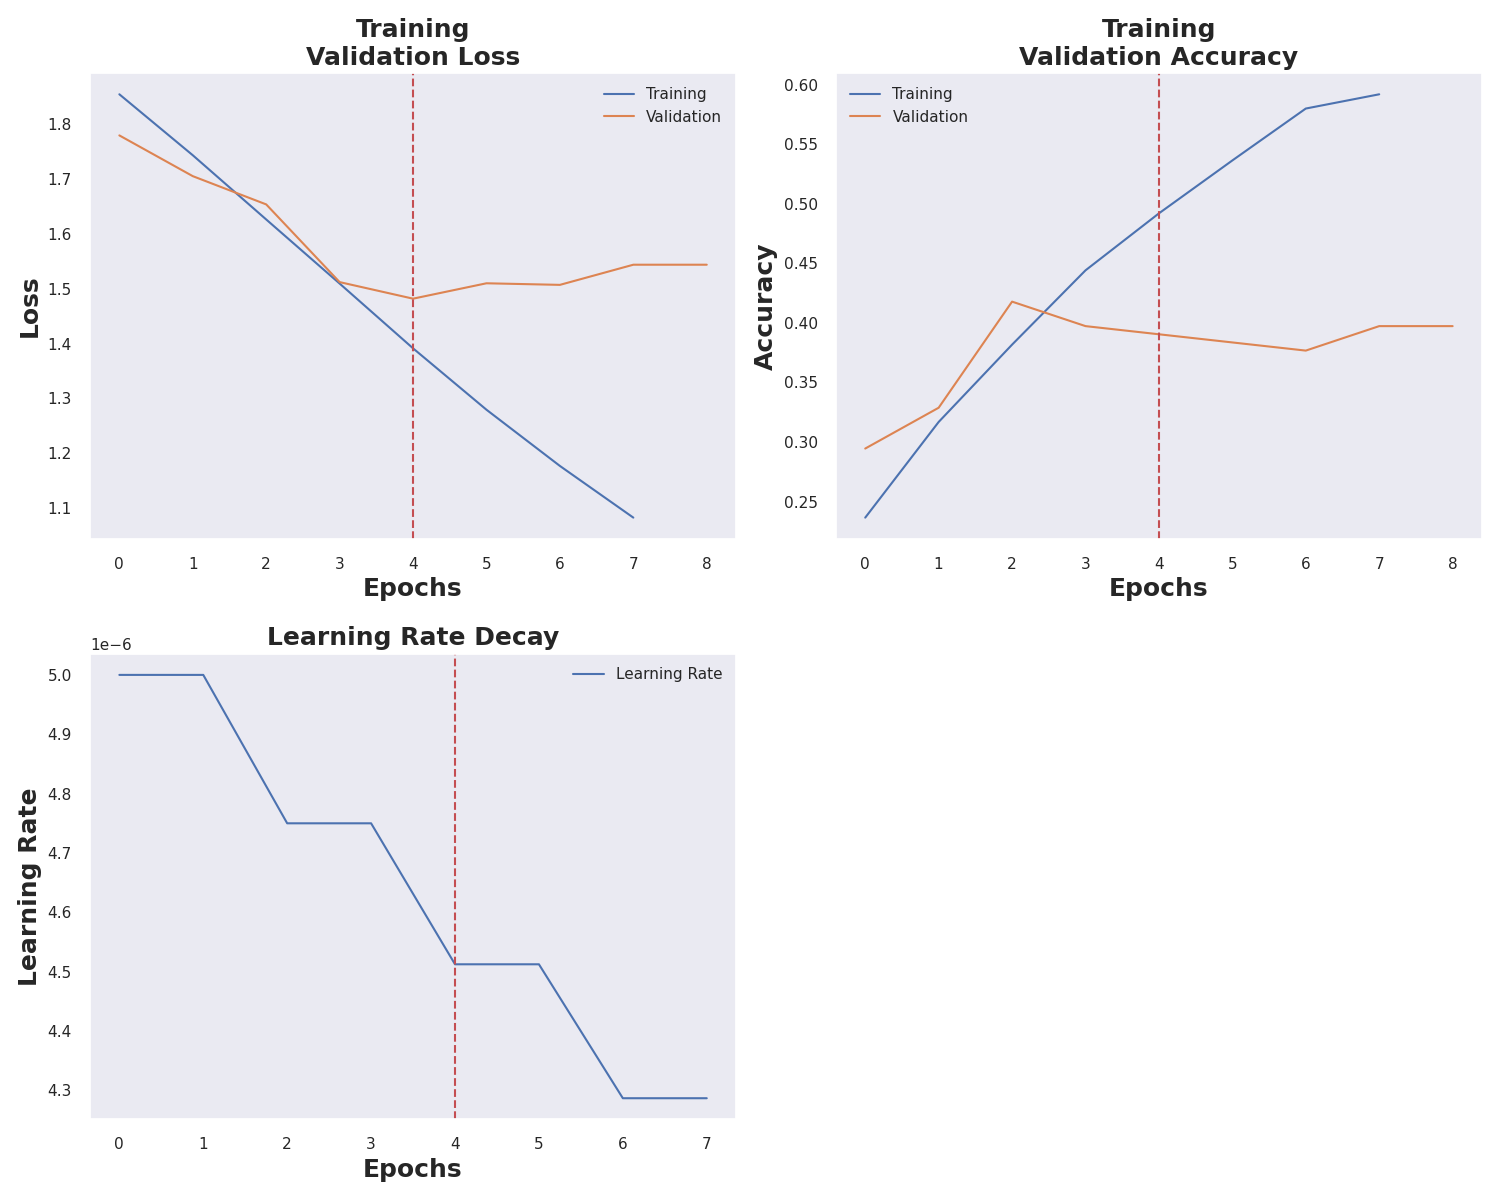 Training
Validation Loss
Training
Validation
Loss
1.8
1.7
1.6
1.5
1.4
1.3
1.2
1.1
0 1 2 3 4 5 6 7 8
Epochs
Training
Validation Accuracy
Training
Validation
Accuracy
0.60
0.55
0.50
0.45
0.40
0.35
0.30
0.25
0 1 2 3 4 5 6 7 8
Epochs
Learning Rate Decay
1e−6
Learning Rate
Learning Rate
5.0
4.9
4.8
4.7
4.6
4.5
4.4
4.3
0 1 2 3 4 5 6 7
Epochs